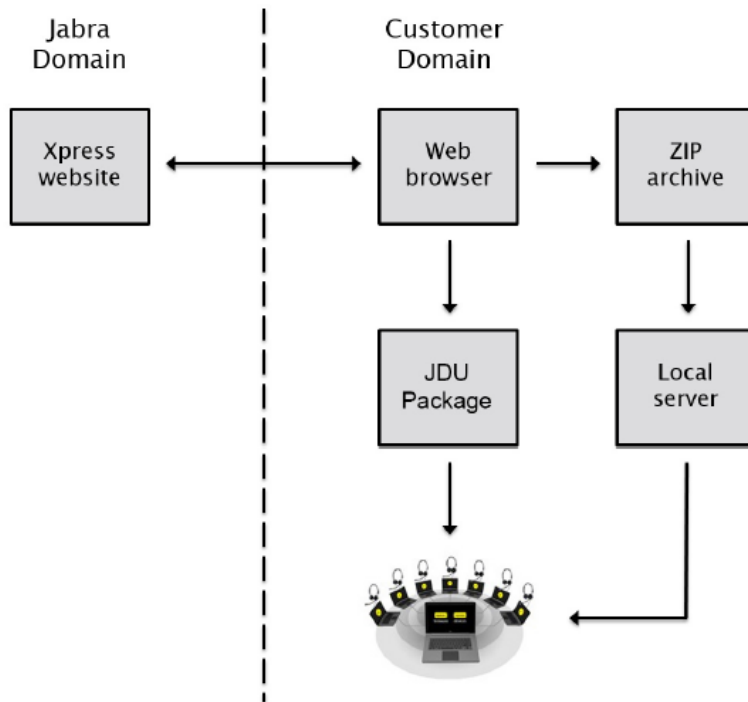 Jabra
Domain
Customer
Domain
Xpress
website
Web
browser
ZIP
archive
JDU
Package
Local
server